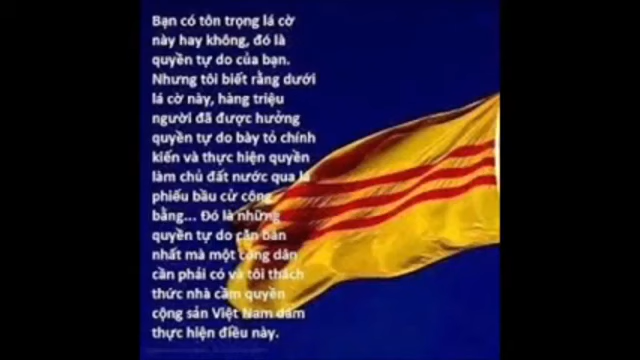 Bạn có tôn trọng lá cờ
này hay không, đó là
quyền tự do của bạn.
Nhưng tôi biết rằng dưới
lá cờ này, hàng triệu
người đã được hưởng
quyền tự do bày tỏ chính
kiến và thực hiện quyền
làm chủ đất nước qua lá
phiếu bầu cử công
bằng... Đó là những
quyền tự do căn bản
nhất mà một công dân
cần phải có và tôi thách
thức nhà cầm quyền
cộng sản Việt Nam dám
thực hiện điều này.